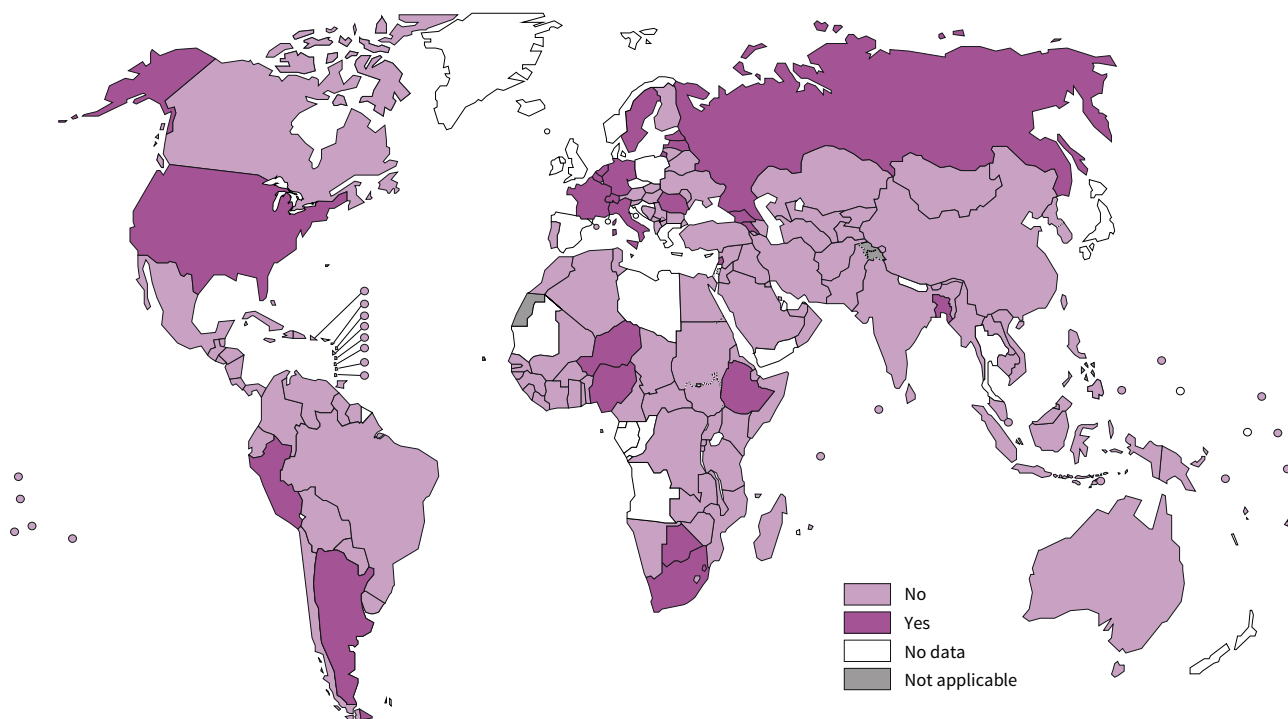 No
Yes
No data
Not applicable